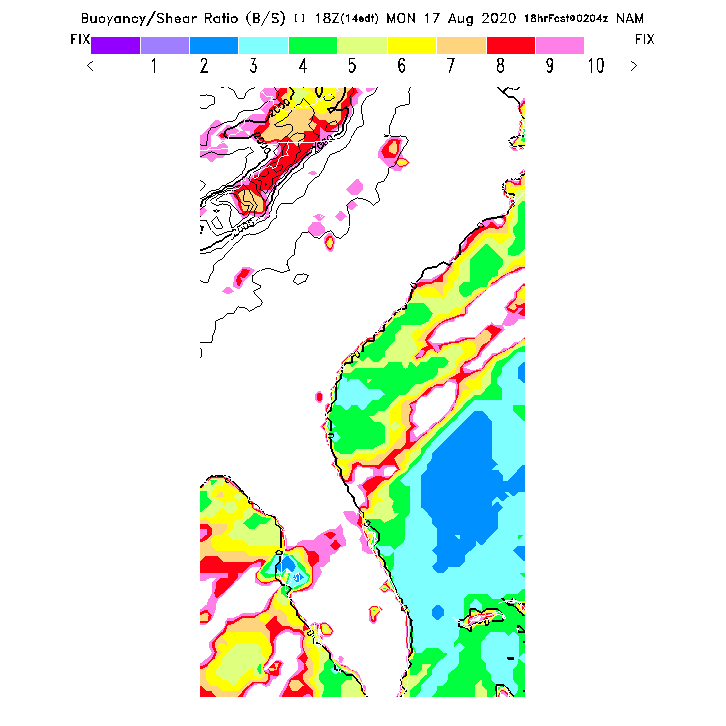 Buoyancy/Shear Ratio (B/S) [] 18Z(14edt) MON 17 Aug 2020 18hrFcst@0204z NAM
FIX FIX
< 1 2 3 4 5 6 7 8 9 10 >